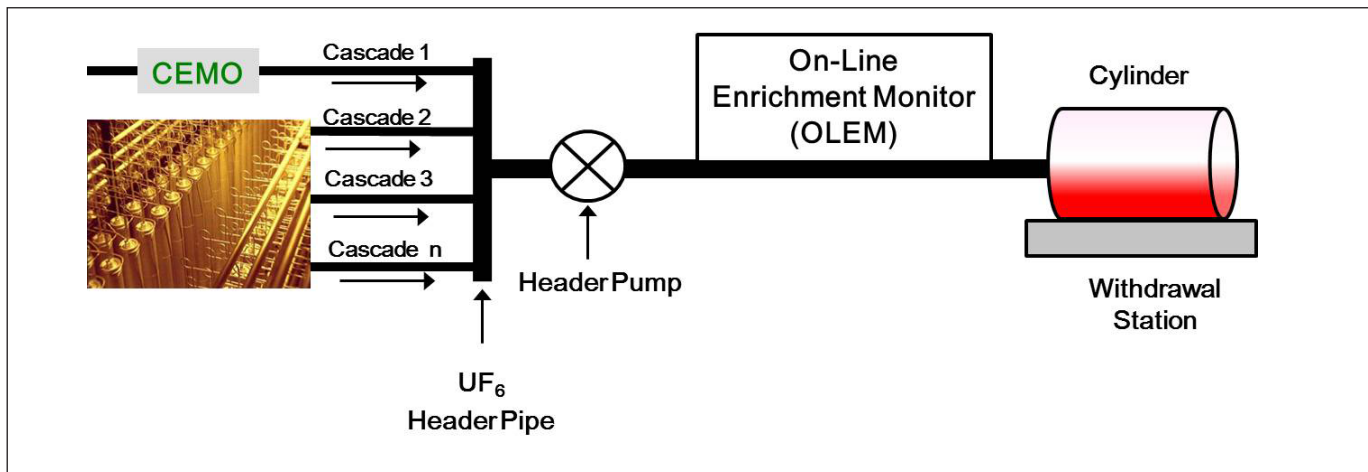 CEMO
Cascade 1
Cascade 2
Cascade 3
Cascade n
UF₆
Header Pipe
Header Pump
On-Line
Enrichment Monitor
(OLEM)
Cylinder
Withdrawal
Station